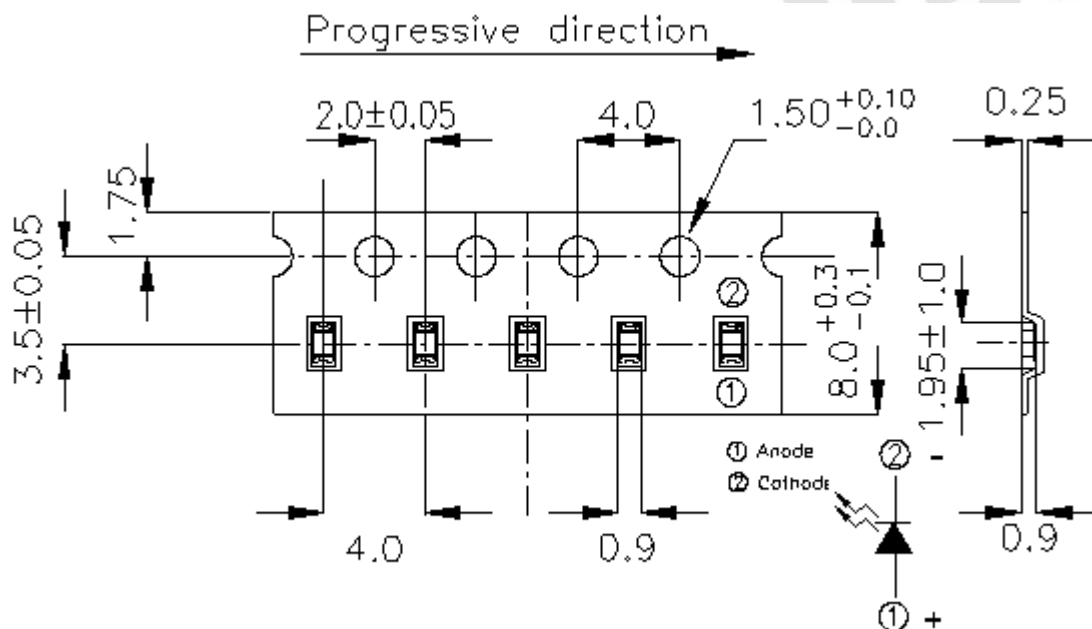 Progressive direction
2.0±0.05
4.0
1.50 +0.10 -0.0
0.25
1.75
3.5±0.05
②
①
8.0 +0.3 -0.1
1.95±1.0
① Anode
② Cathode
② -
4.0
0.9
0.9
① +